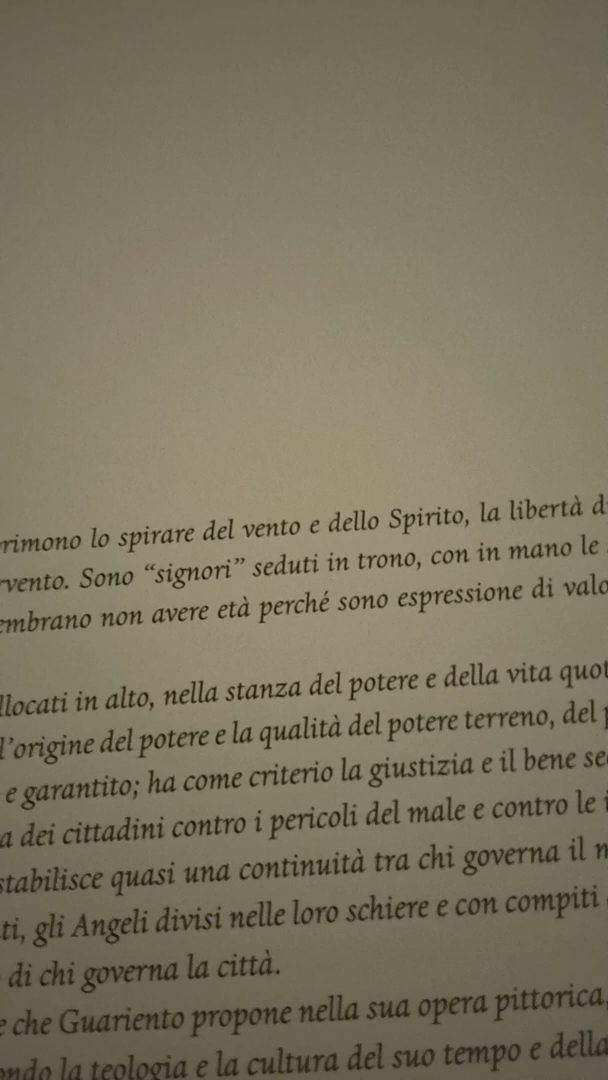 rimono lo spirare del vento e dello Spirito, la libertà d
rvento. Sono “signori” seduti in trono, con in mano le
embrano non avere età perché sono espressione di valo
llocati in alto, nella stanza del potere e della vita quot
l’origine del potere e la qualità del potere terreno, del p
e garantito; ha come criterio la giustizia e il bene se
a dei cittadini contro i pericoli del male e contro le i
stabilisce quasi una continuità tra chi governa il m
ti, gli Angeli divisi nelle loro schiere e con compiti
di chi governa la città.
e che Guariento propone nella sua opera pittorica,
ondo la teologia e la cultura del suo tempo e della